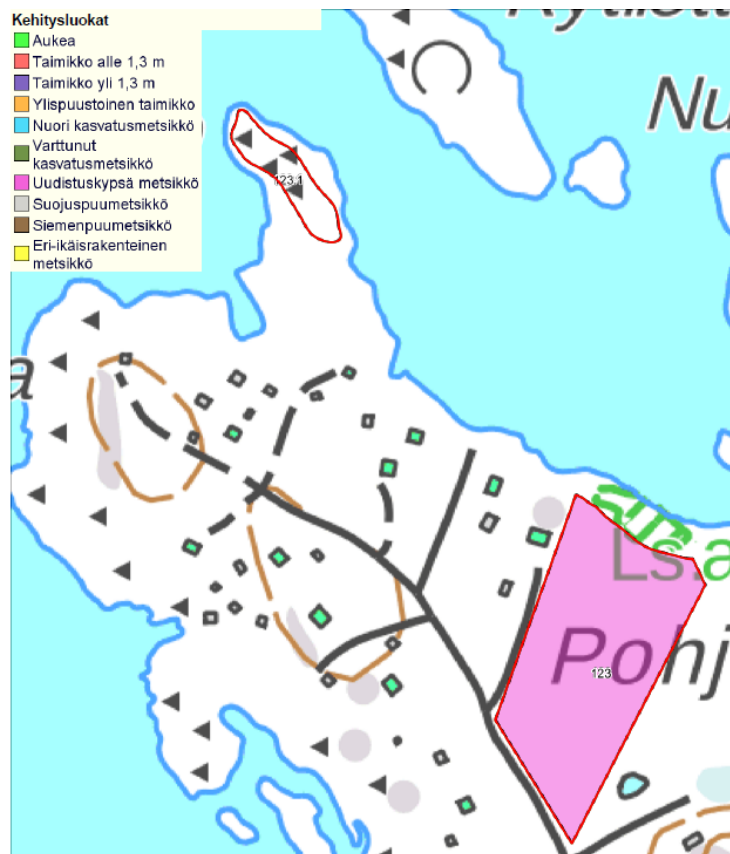 Kehitysluokat
Aukea
Taimikko alle 1,3 m
Taimikko yli 1,3 m
Ylispuustoinen taimikko
Nuori kasvatusmetsikkö
Varttunut
kasvatusmetsikkö
Uudistuskypsä metsikkö
Suojuspuumetsikkö
Siemenpuumetsikkö
Eri-ikäisrakenteinen
metsikkö
Nu
123.1
a
Ls.a
Pohj
123